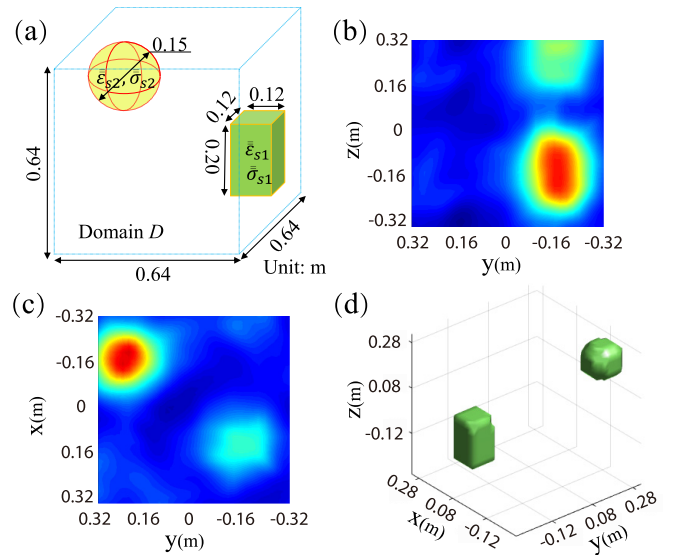 (a)
0.15
ε̿s2, σ̿s2
0.12
0.12
0.20
ε̿s1
σ̿s1
0.64
Domain D
0.64
0.64
Unit: m
(b)
0.32
0.16
0
-0.16
-0.32
z(m)
0.32 0.16 0 -0.16 -0.32
y(m)
(c)
-0.32
-0.16
0
0.16
0.32
x(m)
0.32 0.16 0 -0.16 -0.32
y(m)
(d)
0.28
0.08
-0.12
z(m)
0.28
0.08
-0.12
x(m)
-0.12
0.08
0.28
y(m)